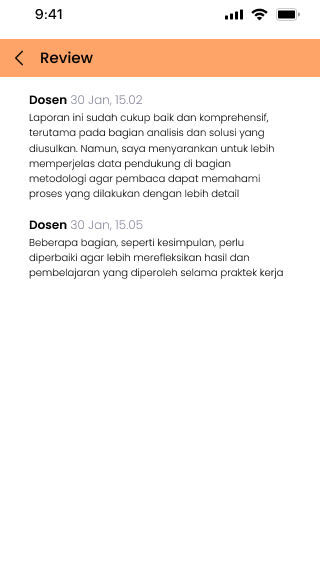 9:41
Review
Dosen 30 Jan, 15.02
Laporan ini sudah cukup baik dan komprehensif,
terutama pada bagian analisis dan solusi yang
diusulkan. Namun, saya menyarankan untuk lebih
memperjelas data pendukung di bagian
metodologi agar pembaca dapat memahami
proses yang dilakukan dengan lebih detail
Dosen 30 Jan, 15.05
Beberapa bagian, seperti kesimpulan, perlu
diperbaiki agar lebih merefleksikan hasil dan
pembelajaran yang diperoleh selama praktek kerja